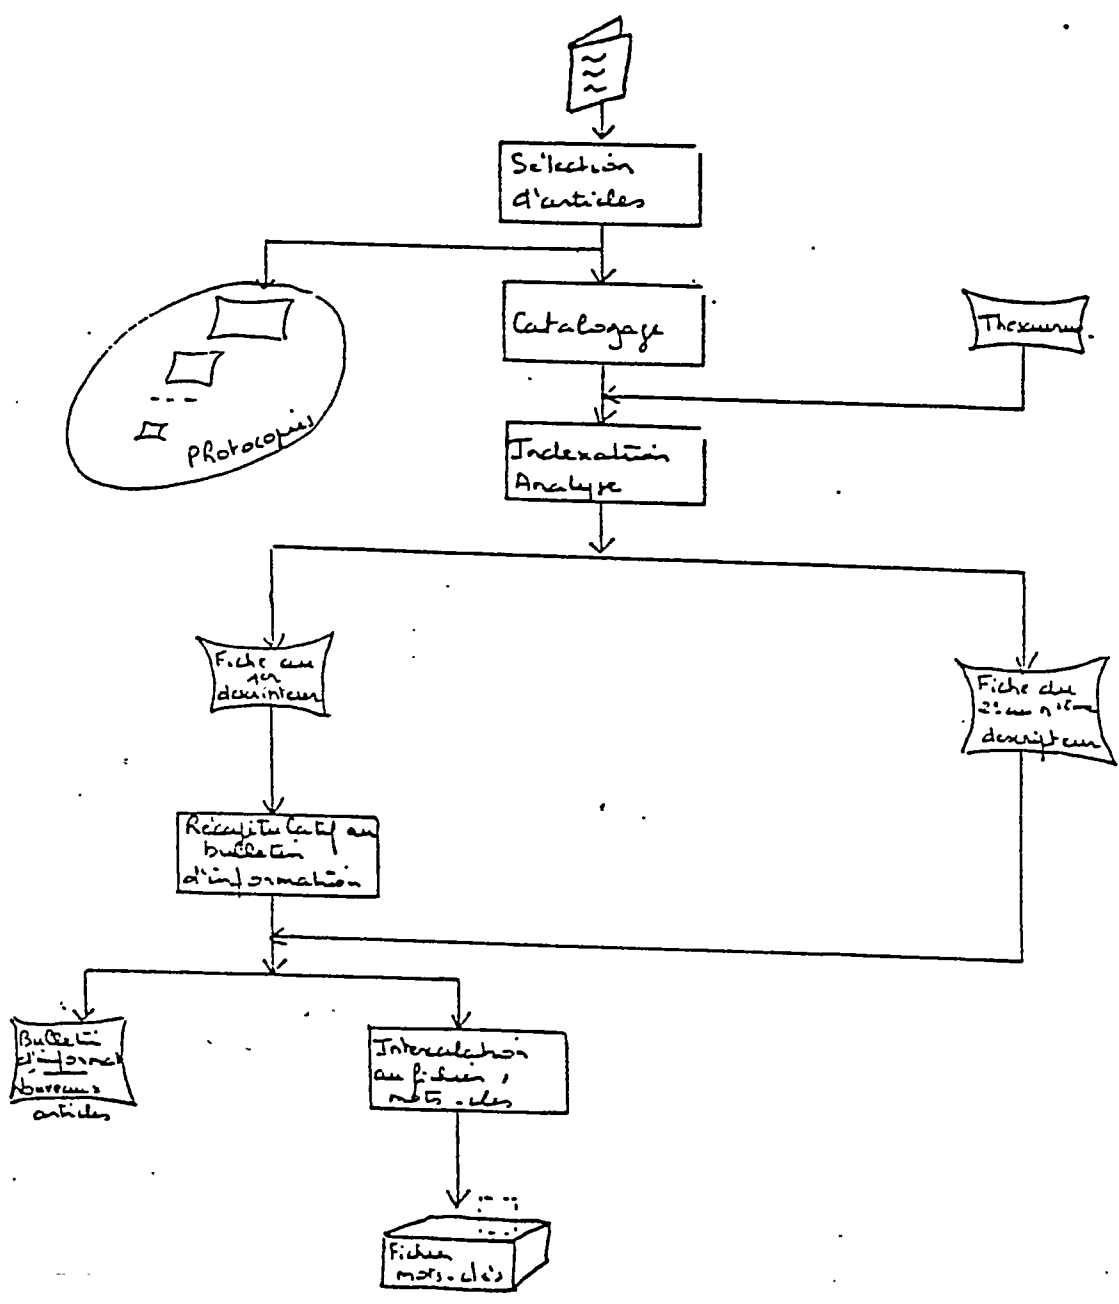 Sélection
d'articles
Catalogage
Thesaurus
Photocopies
Indexation
Analyse
Fiche au
1er
descripteur
Fiche du
2e au nième
descripteur
Récapitulatif au
bulletin
d'information
Bulletin
d'informat
bureaux
articles
Intercalation
au fichier
mots-clés
Fichier
mots-clés